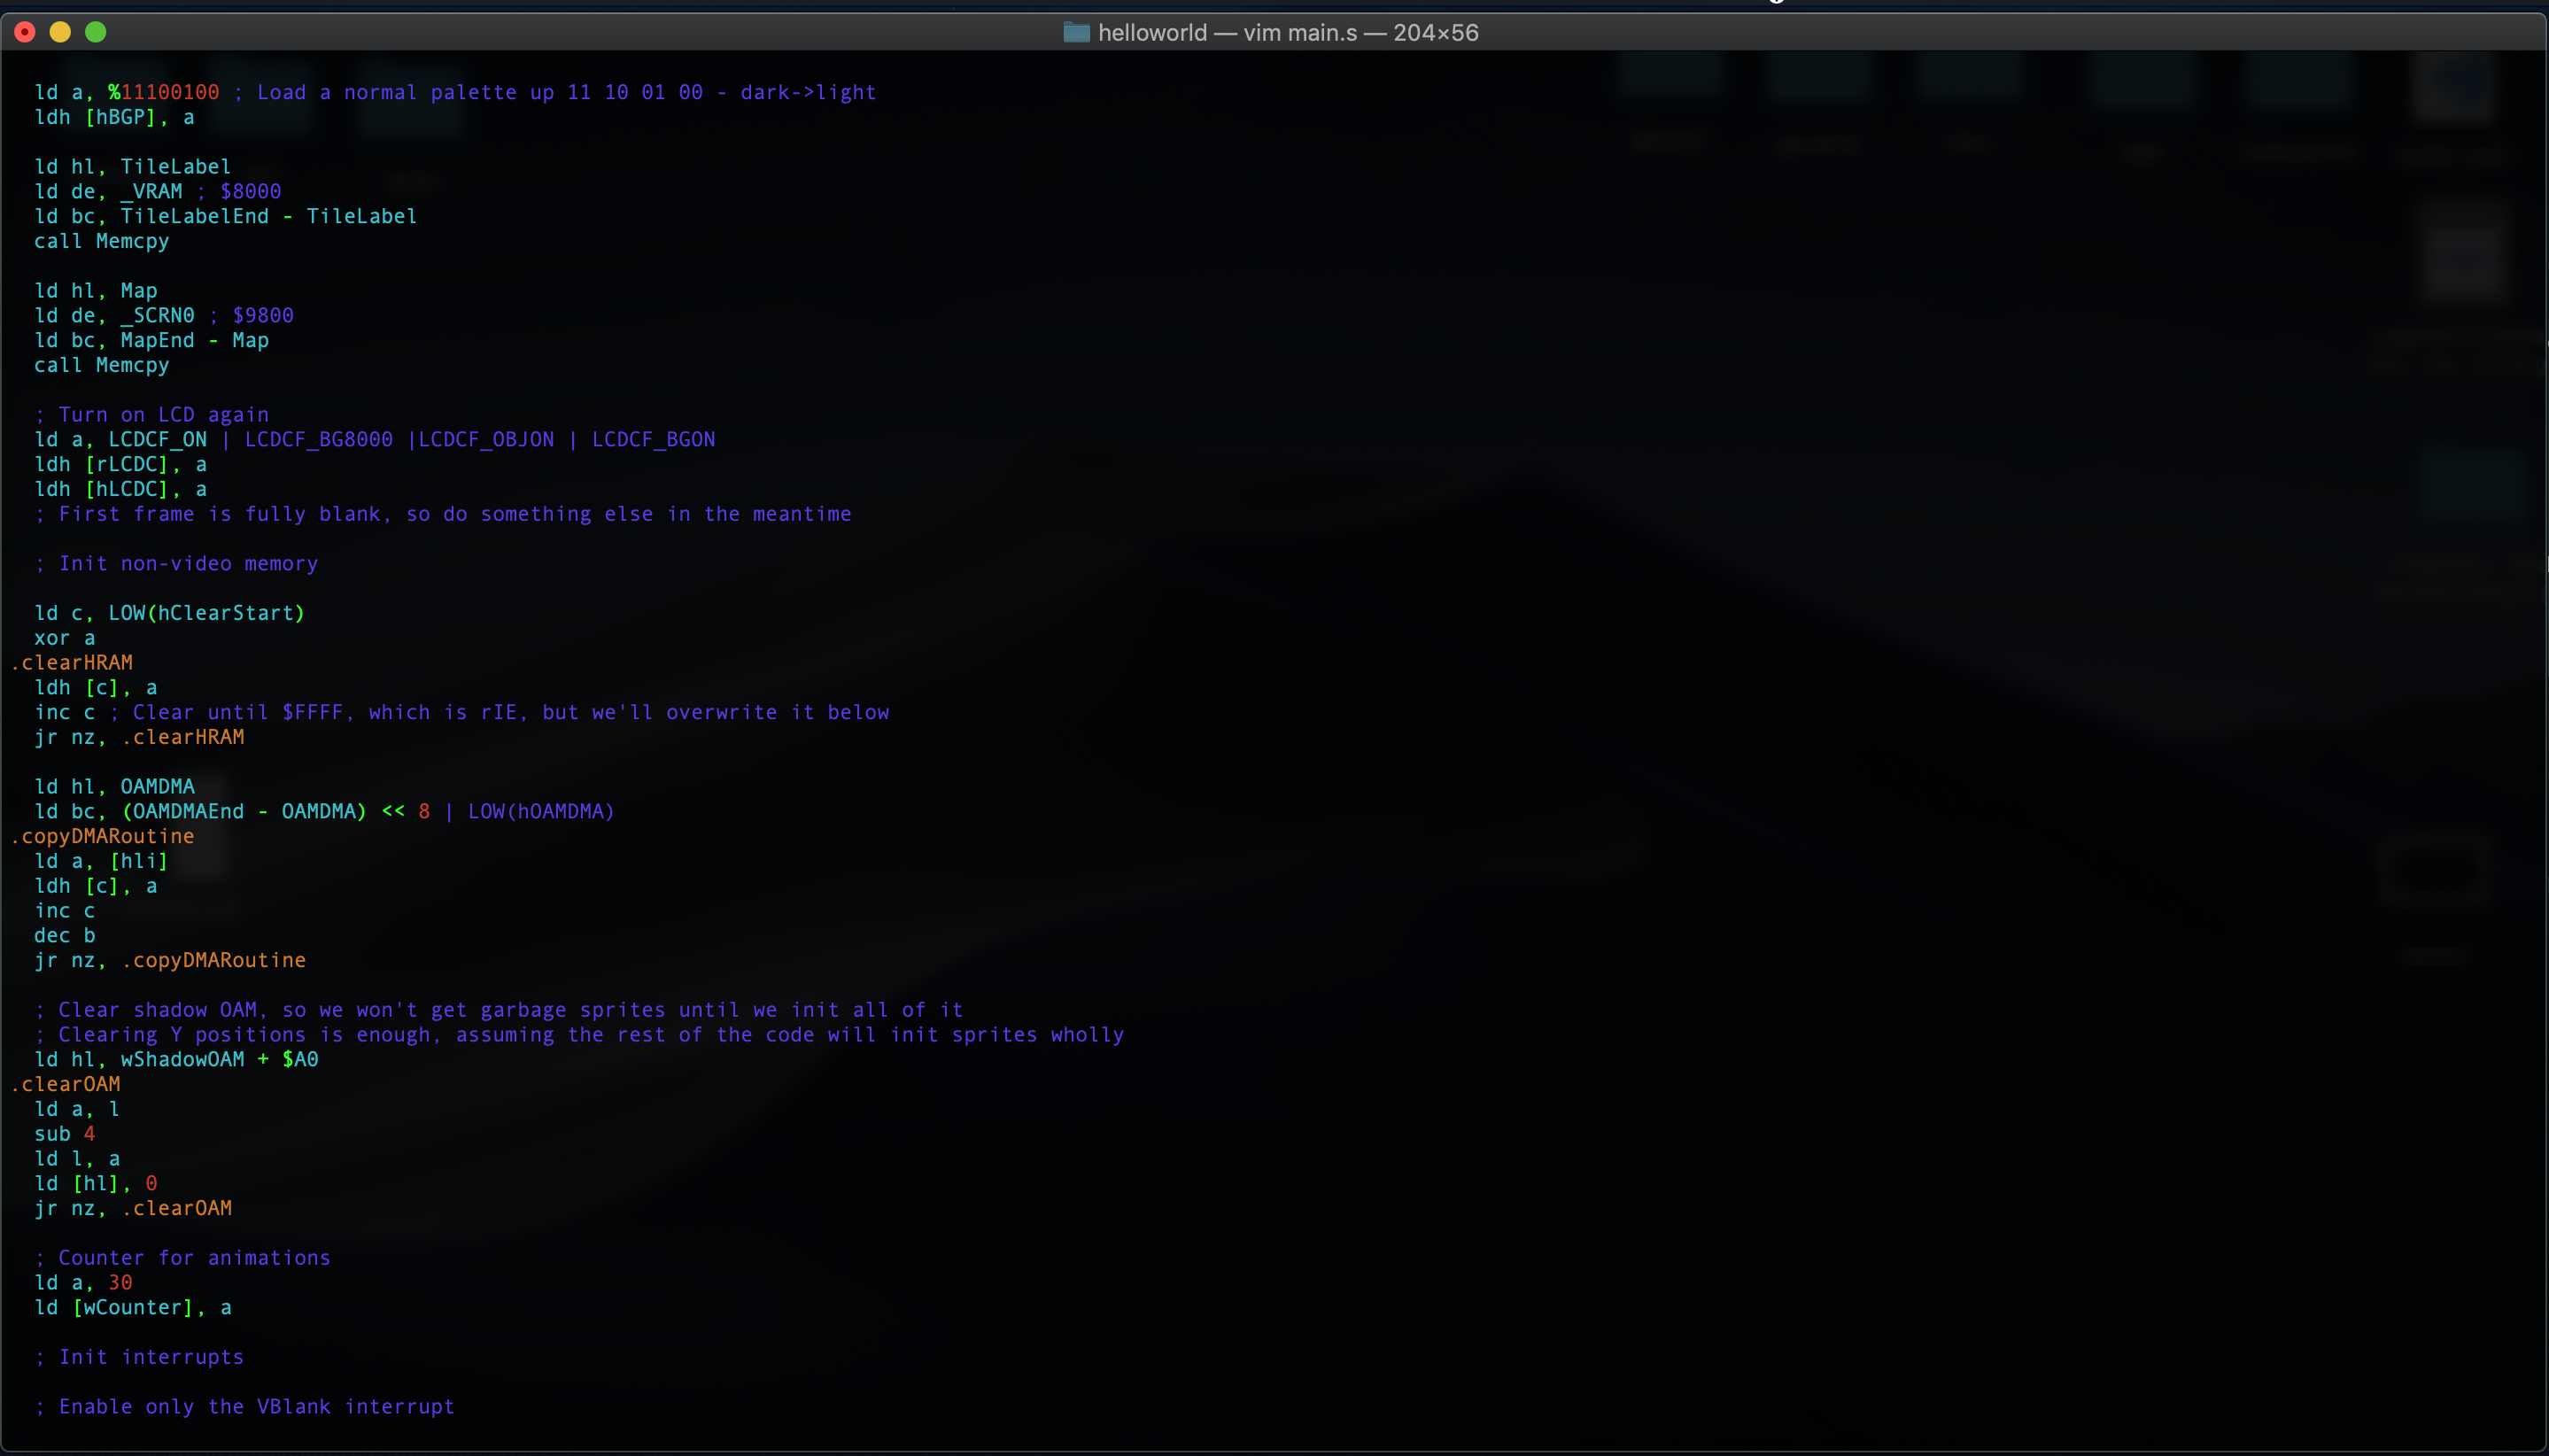 helloworld — vim main.s — 204×56
ld a, %11100100 ; Load a normal palette up 11 10 01 00 - dark->light
ldh [hBGP], a
ld hl, TileLabel
ld de, _VRAM ; $8000
ld bc, TileLabelEnd - TileLabel
call Memcpy
ld hl, Map
ld de, _SCRN0 ; $9800
ld bc, MapEnd - Map
call Memcpy
; Turn on LCD again
ld a, LCDCF_ON | LCDCF_BG8000 |LCDCF_OBJON | LCDCF_BGON
ldh [rLCDC], a
ldh [hLCDC], a
; First frame is fully blank, so do something else in the meantime
; Init non-video memory
ld c, LOW(hClearStart)
xor a
.clearHRAM
ldh [c], a
inc c ; Clear until $FFFF, which is rIE, but we'll overwrite it below
jr nz, .clearHRAM
ld hl, OAMDMA
ld bc, (OAMDMAEnd - OAMDMA) << 8 | LOW(hOAMDMA)
.copyDMARoutine
ld a, [hli]
ldh [c], a
inc c
dec b
jr nz, .copyDMARoutine
; Clear shadow OAM, so we won't get garbage sprites until we init all of it
; Clearing Y positions is enough, assuming the rest of the code will init sprites wholly
ld hl, wShadowOAM + $A0
.clearOAM
ld a, l
sub 4
ld l, a
ld [hl], 0
jr nz, .clearOAM
; Counter for animations
ld a, 30
ld [wCounter], a
; Init interrupts
; Enable only the VBlank interrupt